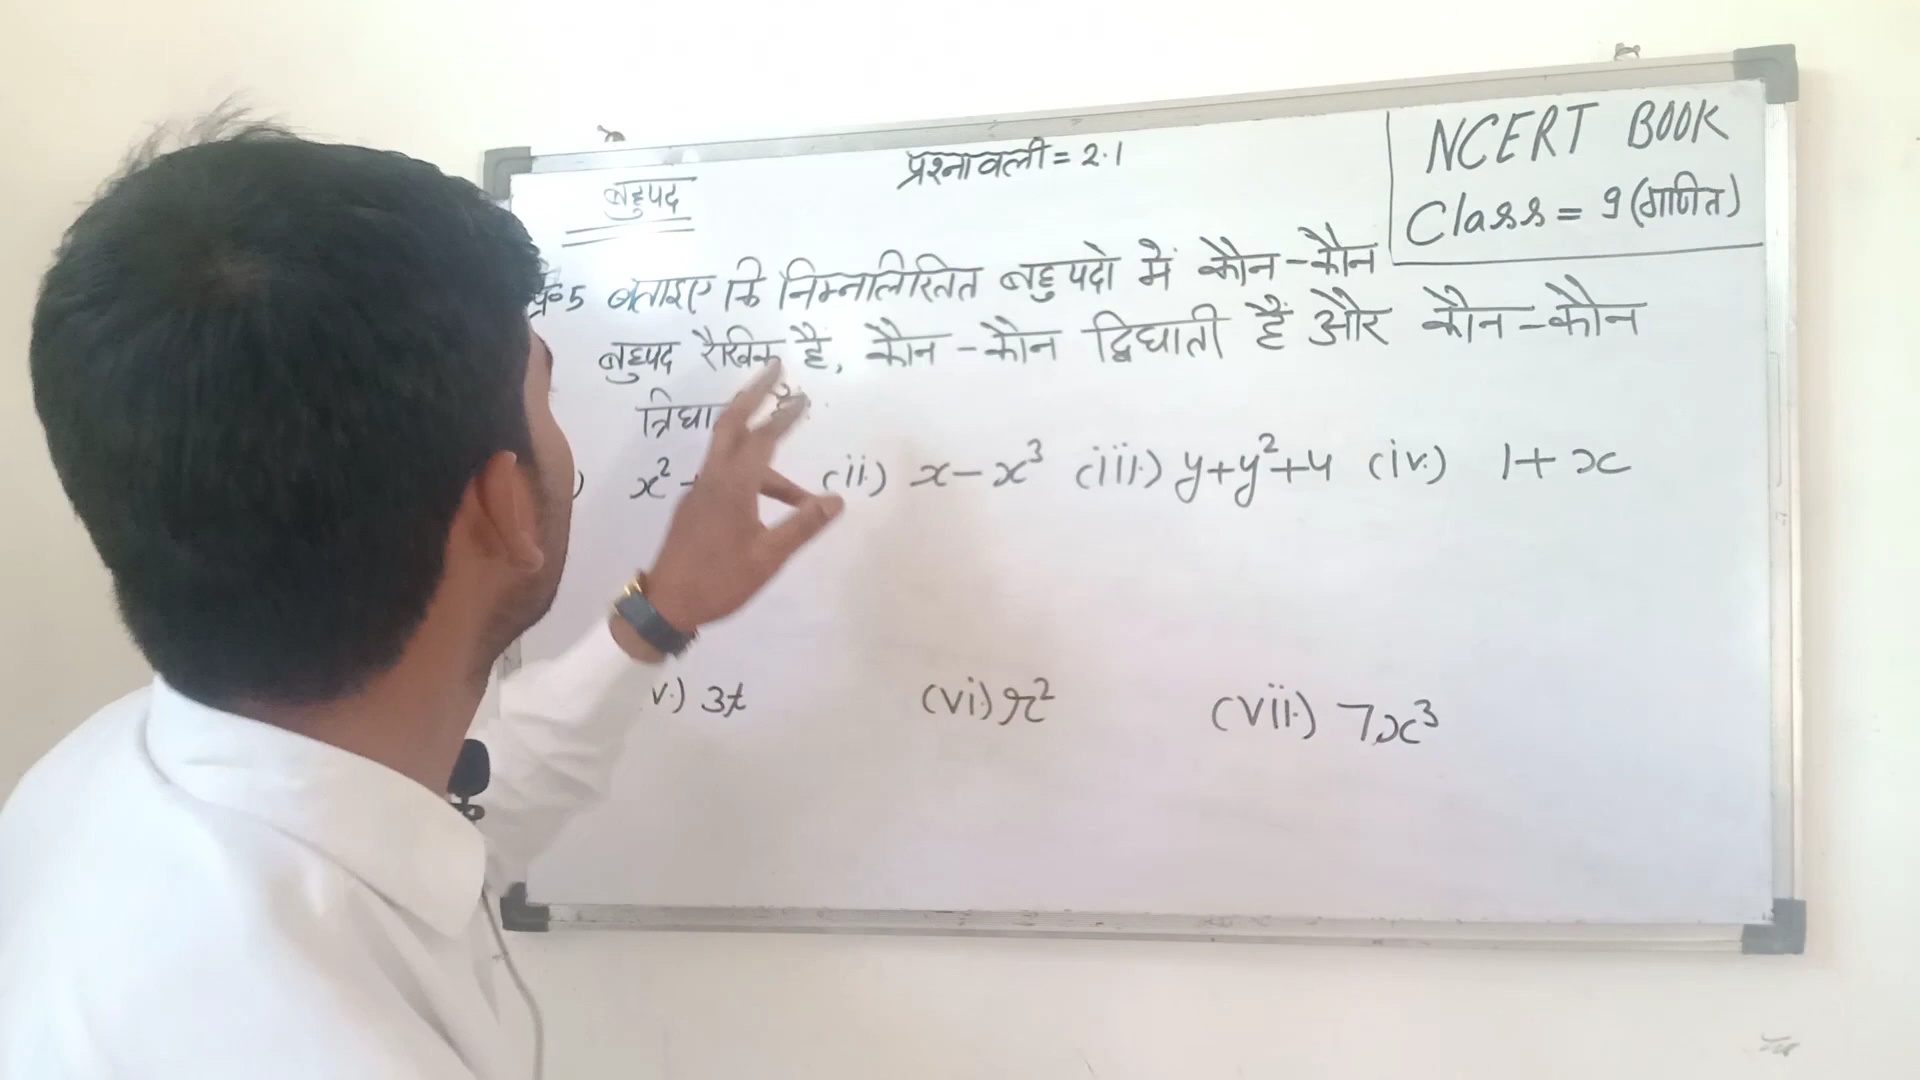 प्रश्नावली = 2.1
NCERT BOOK
Class = 9 (गणित)
बहुपद
प्र०5 बताइए कि निम्नलिखित बहुपदो में कौन-कौन
बहुपद रैखिक है, कौन-कौन द्विघाती हैं और कौन-कौन
त्रिघा
x² (ii.) x-x³ (iii.) y+y²+4 (iv.) 1+x
v.) 3t (vi.) r² (vii.) 7x³